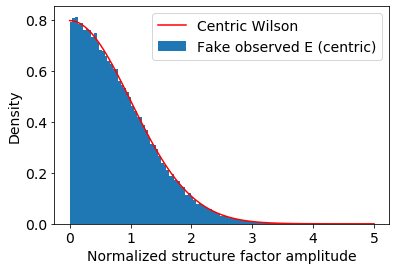 Centric Wilson
Fake observed E (centric)
Density
0.8
0.6
0.4
0.2
0.0
0 1 2 3 4 5
Normalized structure factor amplitude